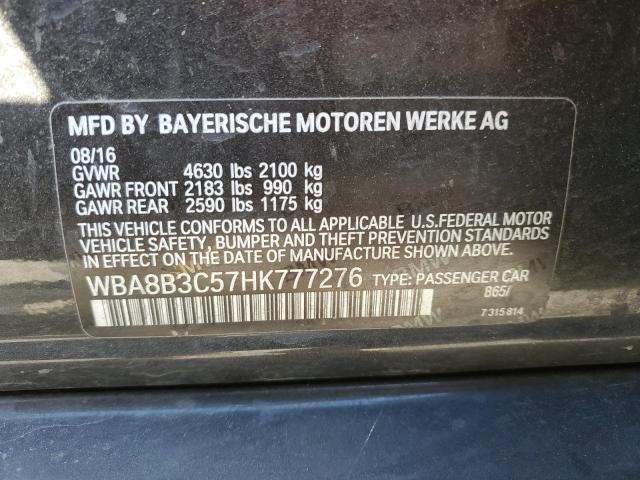 MFD BY BAYERISCHE MOTOREN WERKE AG
08/16
GVWR 4630 lbs 2100 kg
GAWR FRONT 2183 lbs 990 kg
GAWR REAR 2590 lbs 1175 kg
THIS VEHICLE CONFORMS TO ALL APPLICABLE U.S.FEDERAL MOTOR
VEHICLE SAFETY, BUMPER AND THEFT PREVENTION STANDARDS
IN EFFECT ON THE DATE OF MANUFACTURE SHOWN ABOVE.
WBA8B3C57HK777276 TYPE: PASSENGER CAR
865/
7 315 814